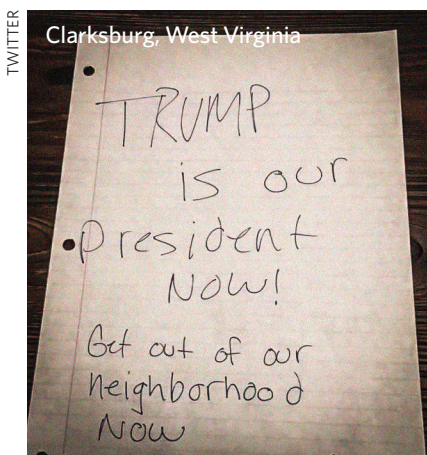 TWITTER
Clarksburg, West Virginia
TRUMP
is our
President
NOW!
Get out of our
neighborhood
NOW